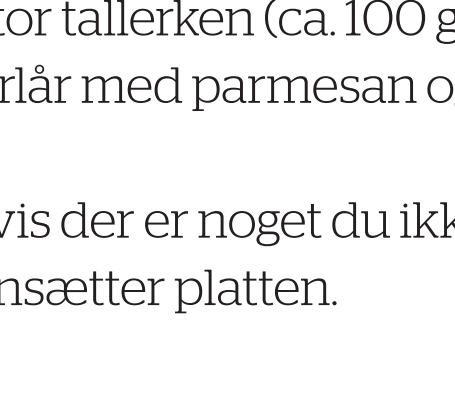 tor tallerken (ca. 100 g
rlår med parmesan o
vis der er noget du ikk
nsætter platten.